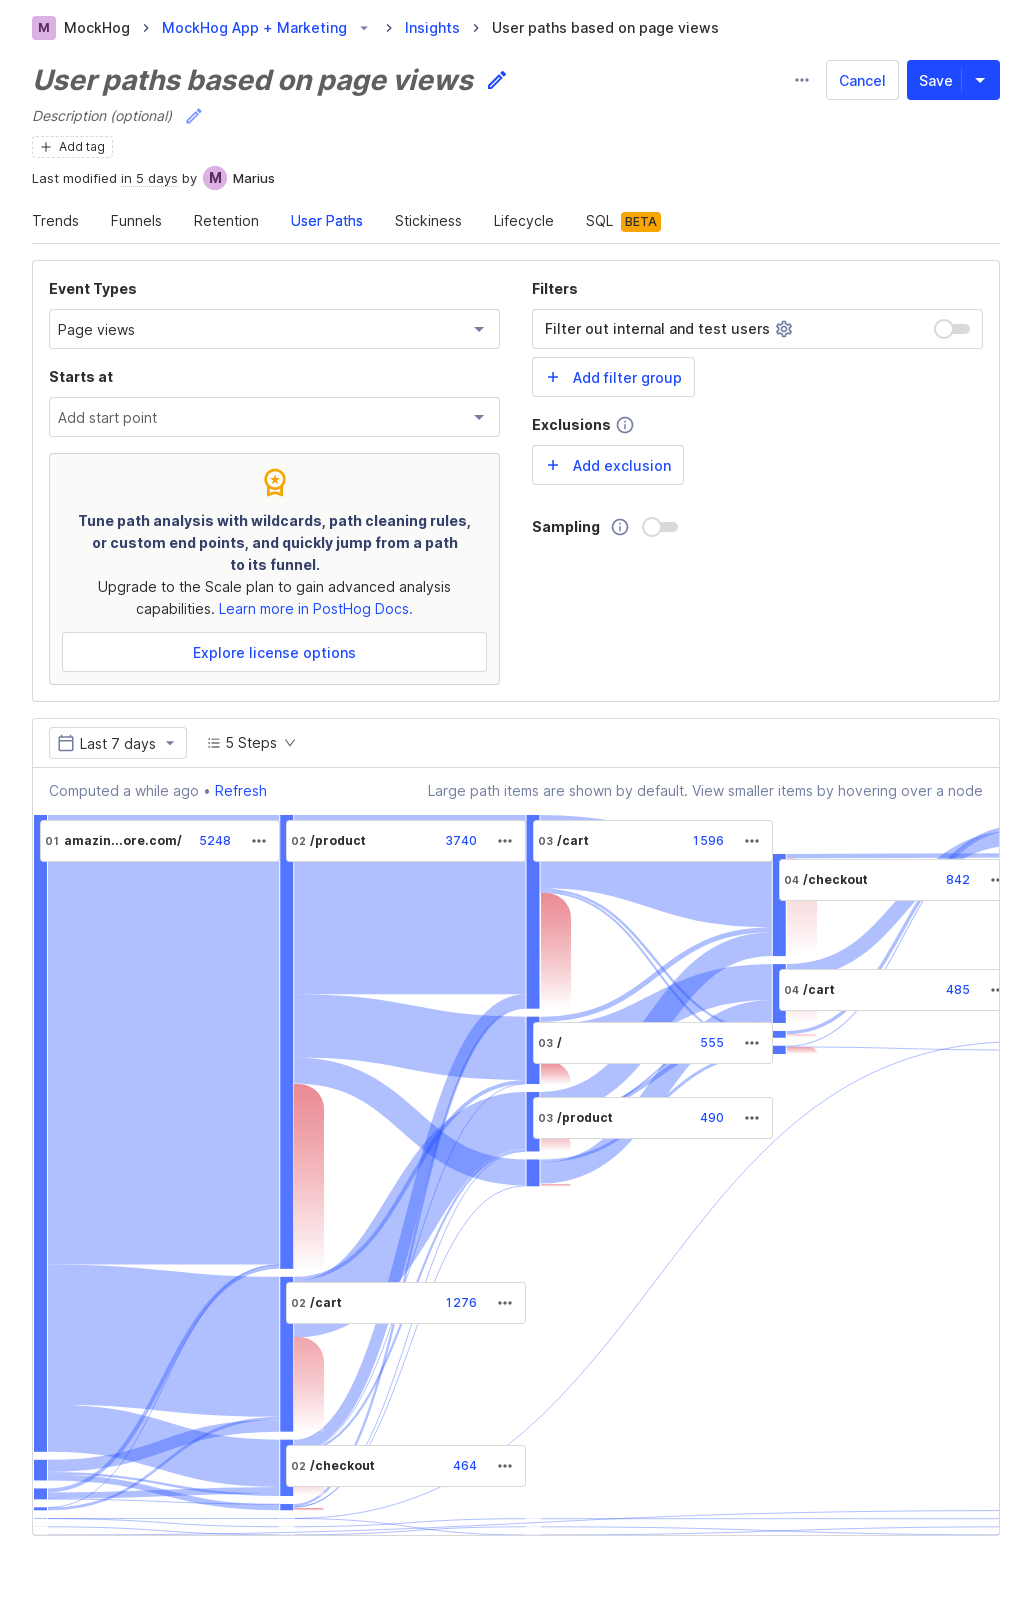 M MockHog > MockHog App + Marketing > Insights > User paths based on page views
User paths based on page views
Cancel Save
Description (optional)
+ Add tag
Last modified in 5 days by M Marius
Trends Funnels Retention User Paths Stickiness Lifecycle SQL BETA
Event Types
Page views
Starts at
Add start point
Tune path analysis with wildcards, path cleaning rules,
or custom end points, and quickly jump from a path
to its funnel.
Upgrade to the Scale plan to gain advanced analysis
capabilities. Learn more in PostHog Docs.
Explore license options
Filters
Filter out internal and test users
+ Add filter group
Exclusions
+ Add exclusion
Sampling
Last 7 days 5 Steps
Computed a while ago • Refresh Large path items are shown by default. View smaller items by hovering over a node
01 amazin...ore.com/ 5248
02 /product 3740
03 /cart 1596
04 /checkout 842
04 /cart 485
03 / 555
03 /product 490
02 /cart 1276
02 /checkout 464